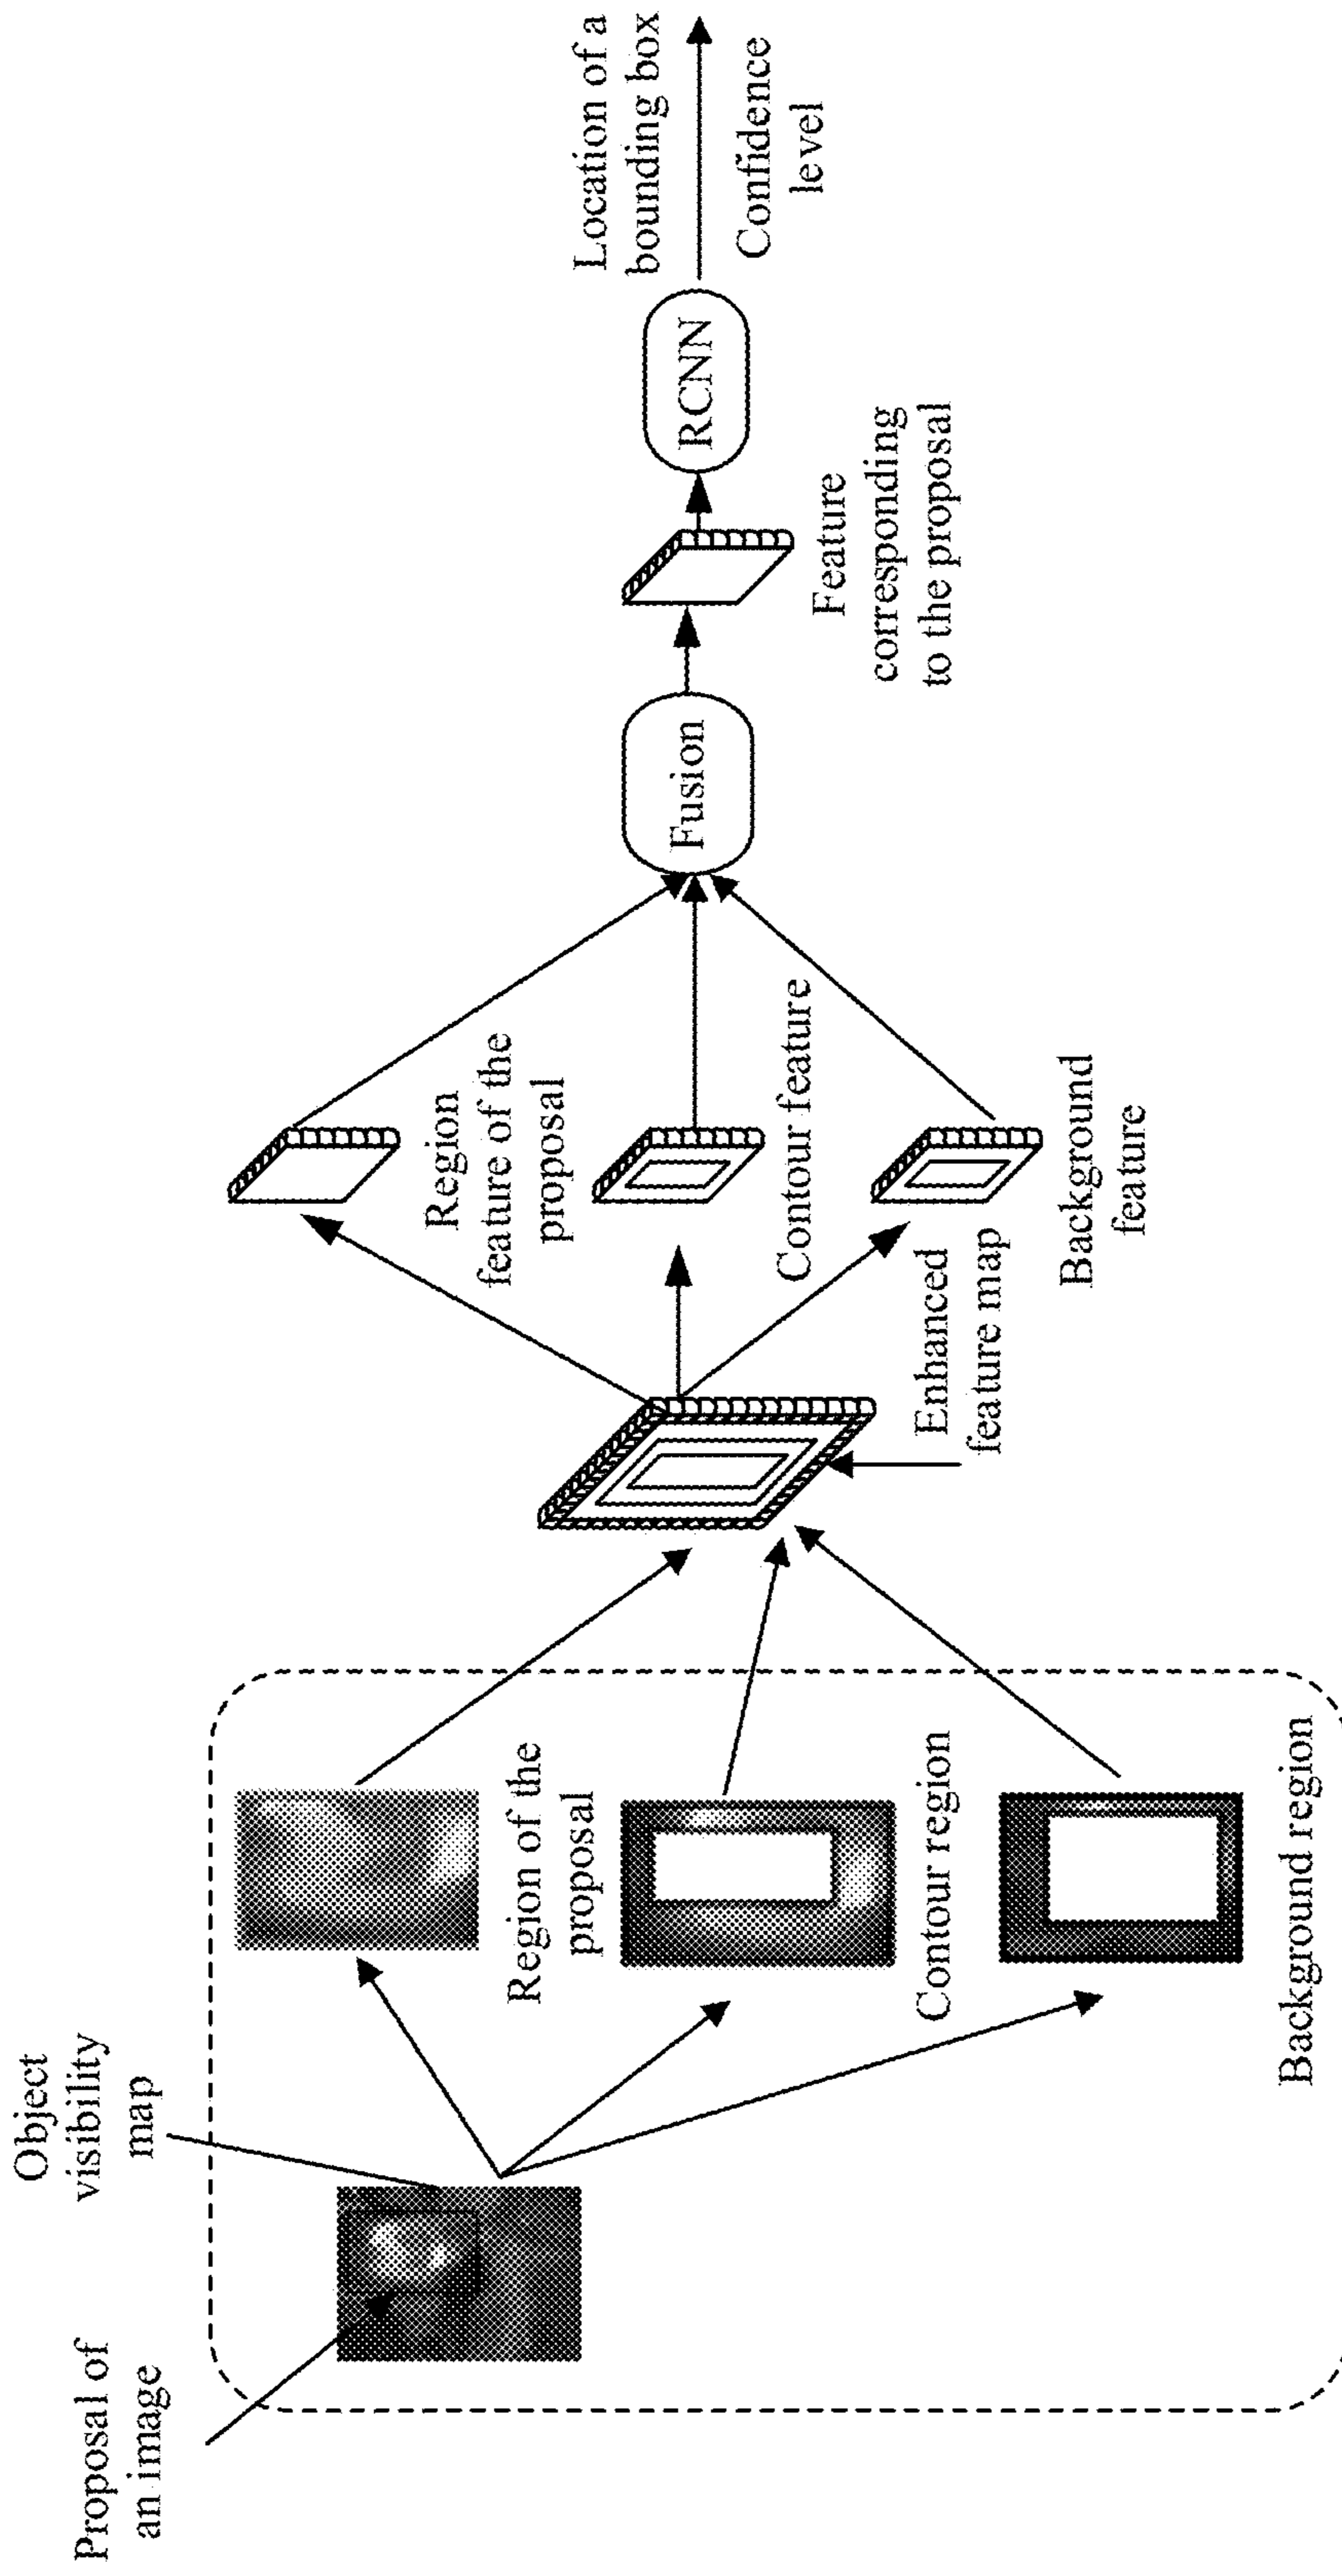 Proposal of
an image
Object
visibility
map
Region of the
proposal
Contour region
Background region
Enhanced
feature map
Region
feature of the
proposal
Contour feature
Background
feature
Fusion
Feature
corresponding
to the proposal
RCNN
Location of a
bounding box
Confidence
level